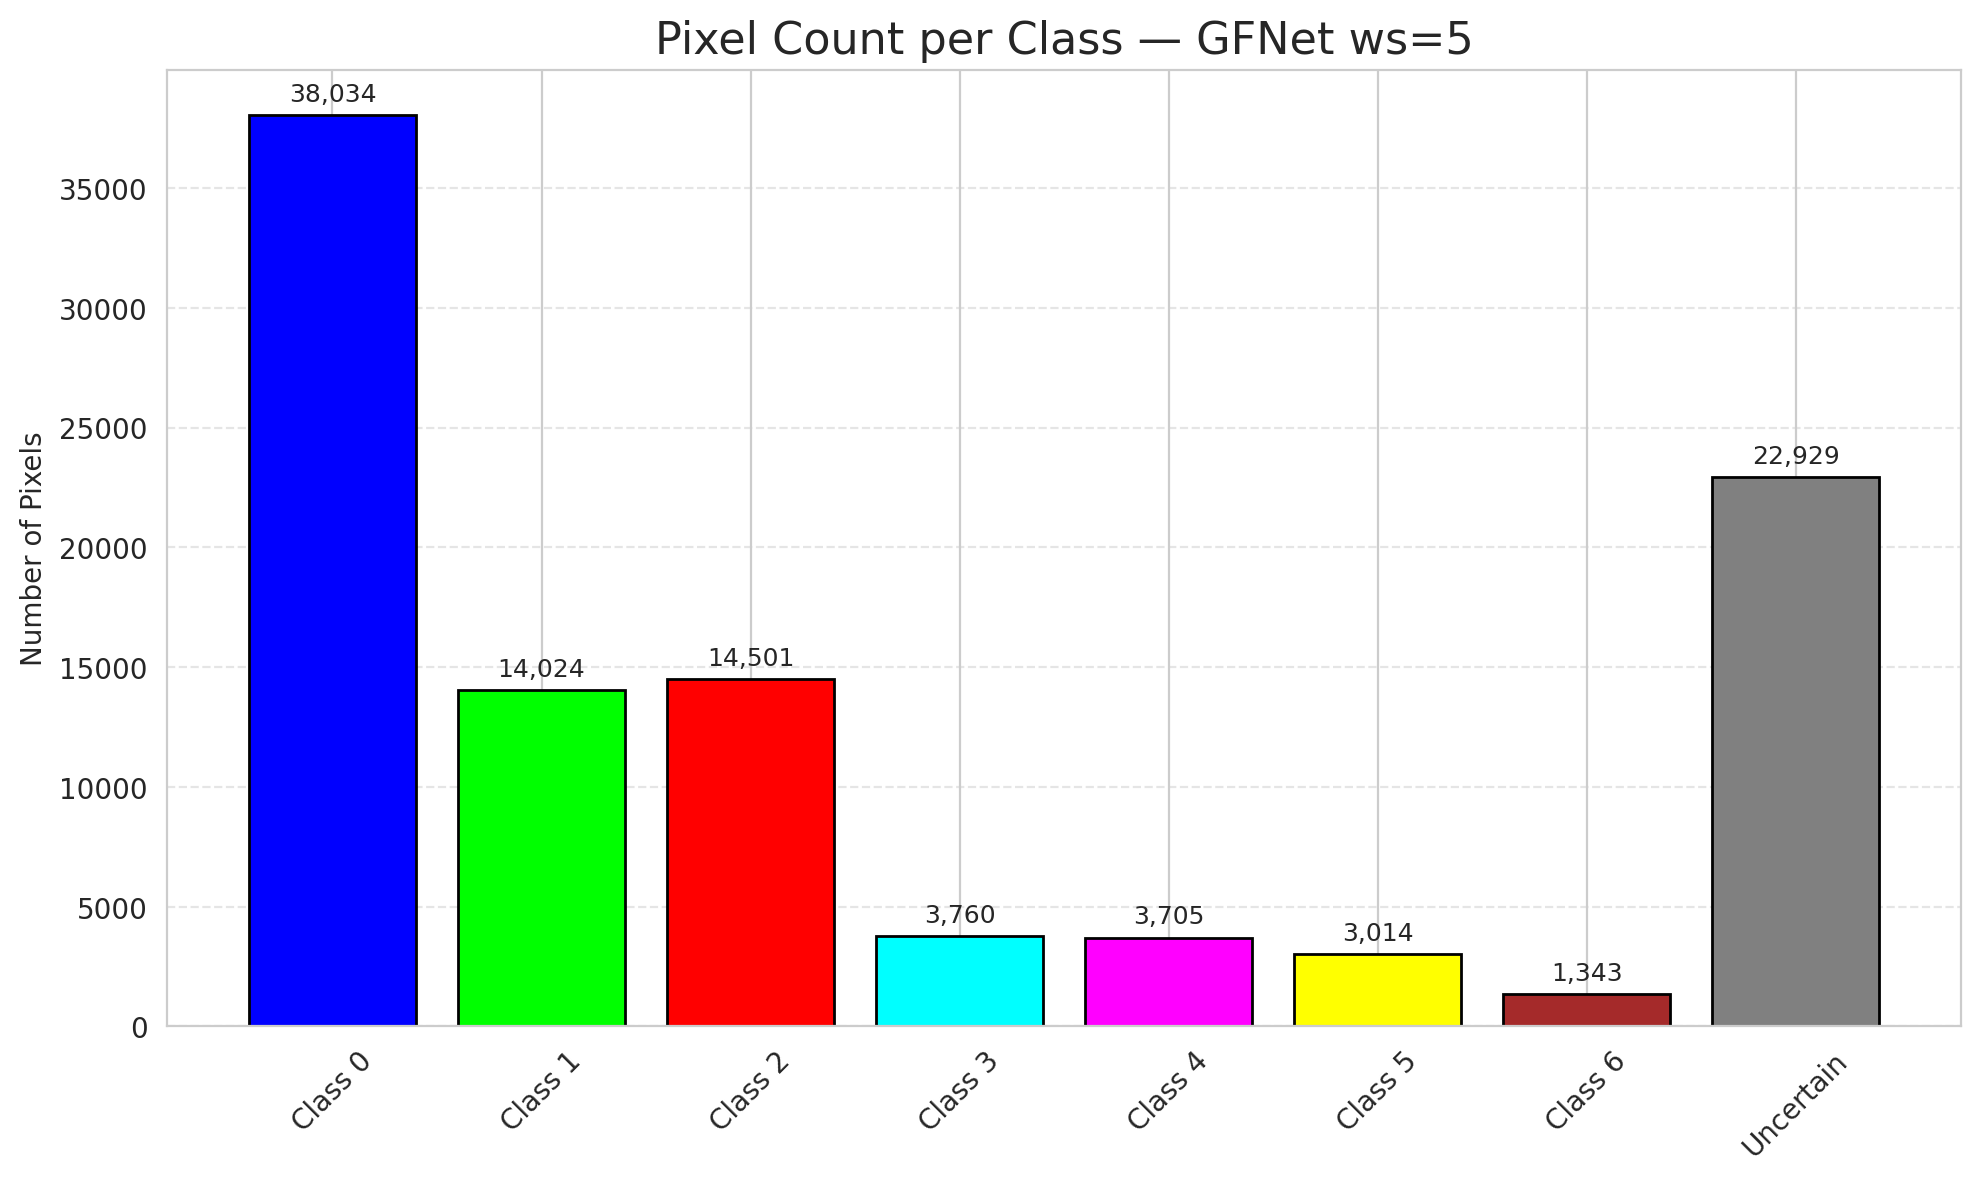 Pixel Count per Class — GFNet ws=5
Number of Pixels
35000
30000
25000
20000
15000
10000
5000
0
38,034
14,024
14,501
3,760
3,705
3,014
1,343
22,929
Class 0
Class 1
Class 2
Class 3
Class 4
Class 5
Class 6
Uncertain